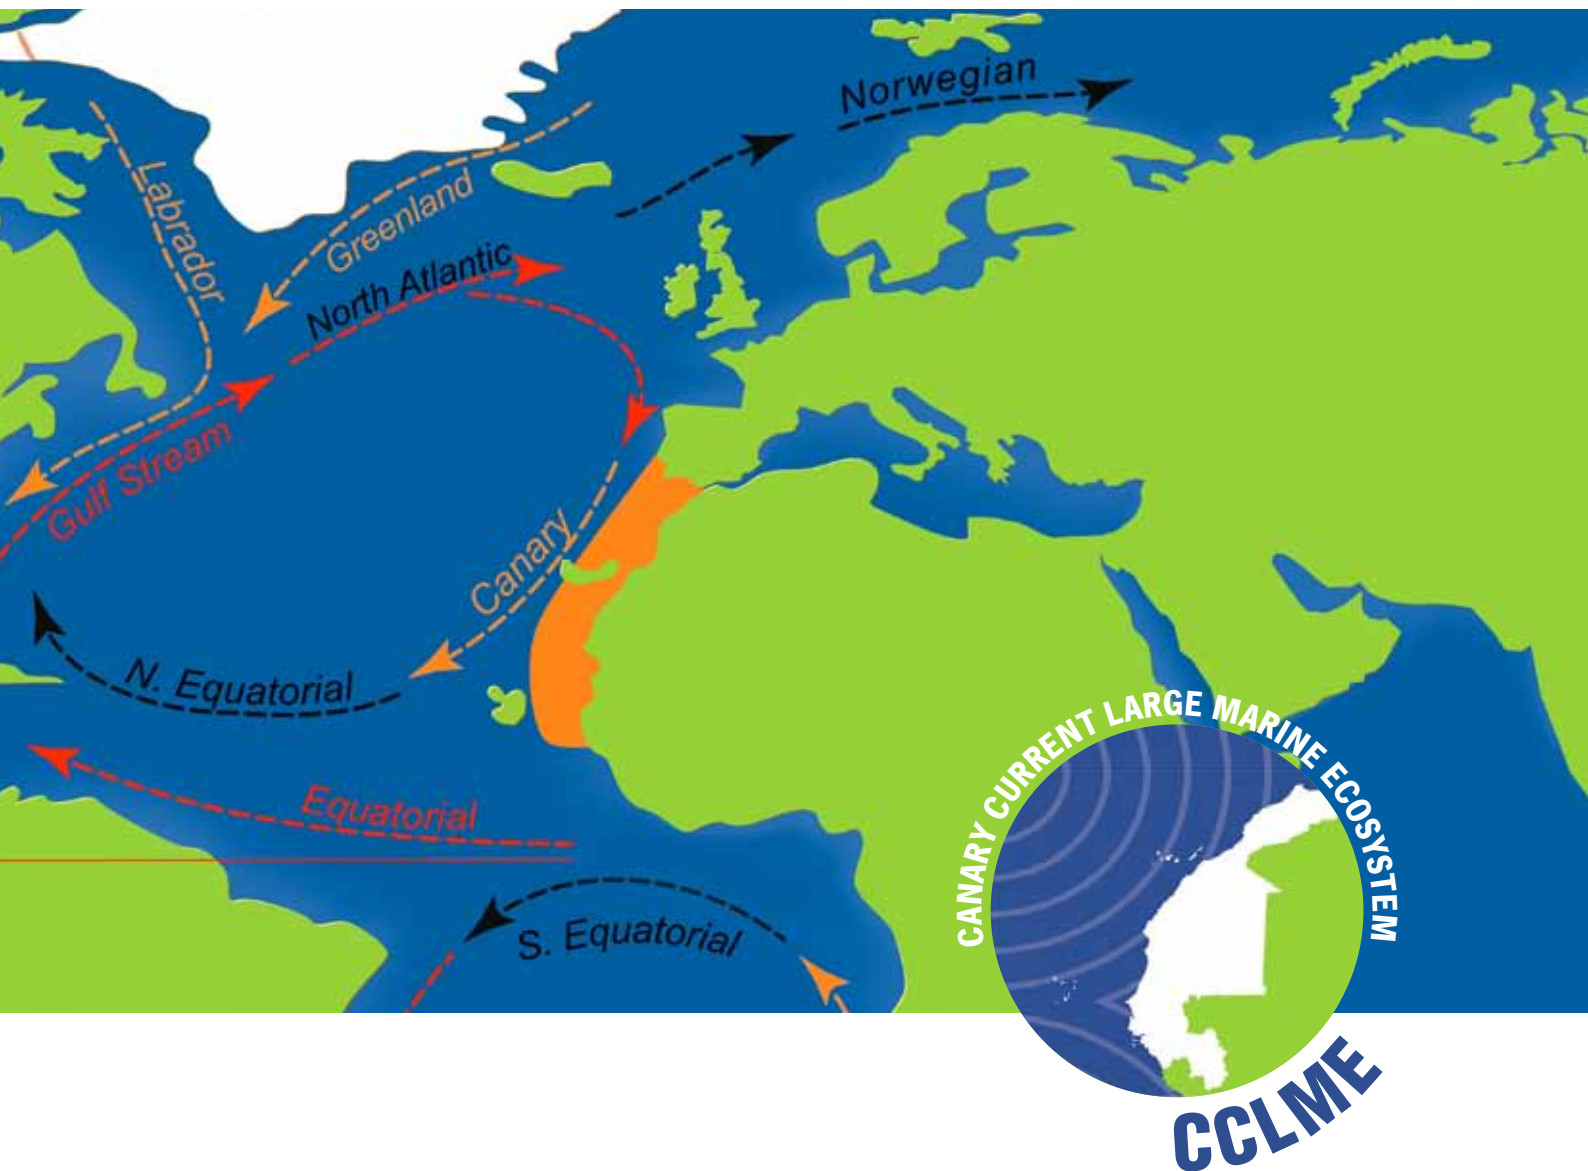 Norwegian
Labrador
Greenland
North Atlantic
Gulf Stream
Canary
N. Equatorial
Equatorial
S. Equatorial
CANARY CURRENT LARGE MARINE ECOSYSTEM
CCLME